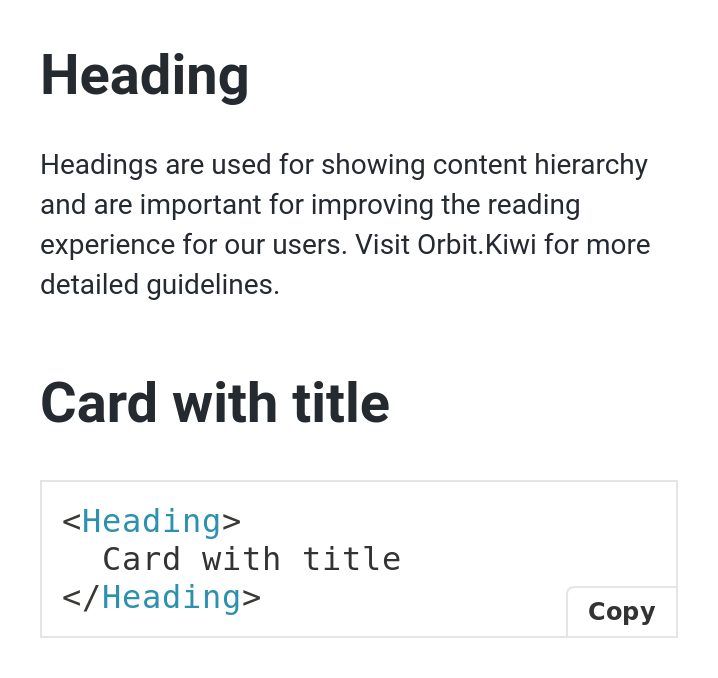 Heading
Headings are used for showing content hierarchy
and are important for improving the reading
experience for our users. Visit Orbit.Kiwi for more
detailed guidelines.
Card with title
<Heading>
  Card with title
</Heading>
Copy